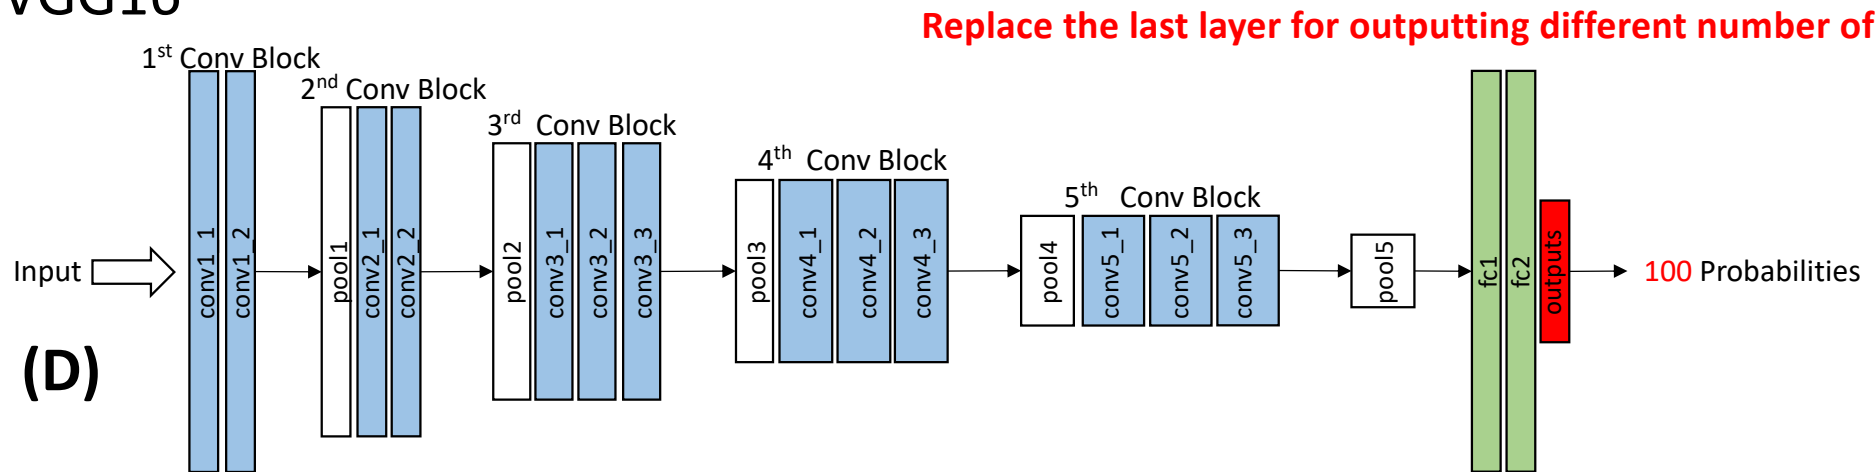 VGG16
Replace the last layer for outputting different number of
1st Conv Block
2nd Conv Block
3rd Conv Block
4th Conv Block
5th Conv Block
Input
conv1_1
conv1_2
pool1
conv2_1
conv2_2
pool2
conv3_1
conv3_2
conv3_3
pool3
conv4_1
conv4_2
conv4_3
pool4
conv5_1
conv5_2
conv5_3
pool5
fc1
fc2
outputs
100 Probabilities
(D)